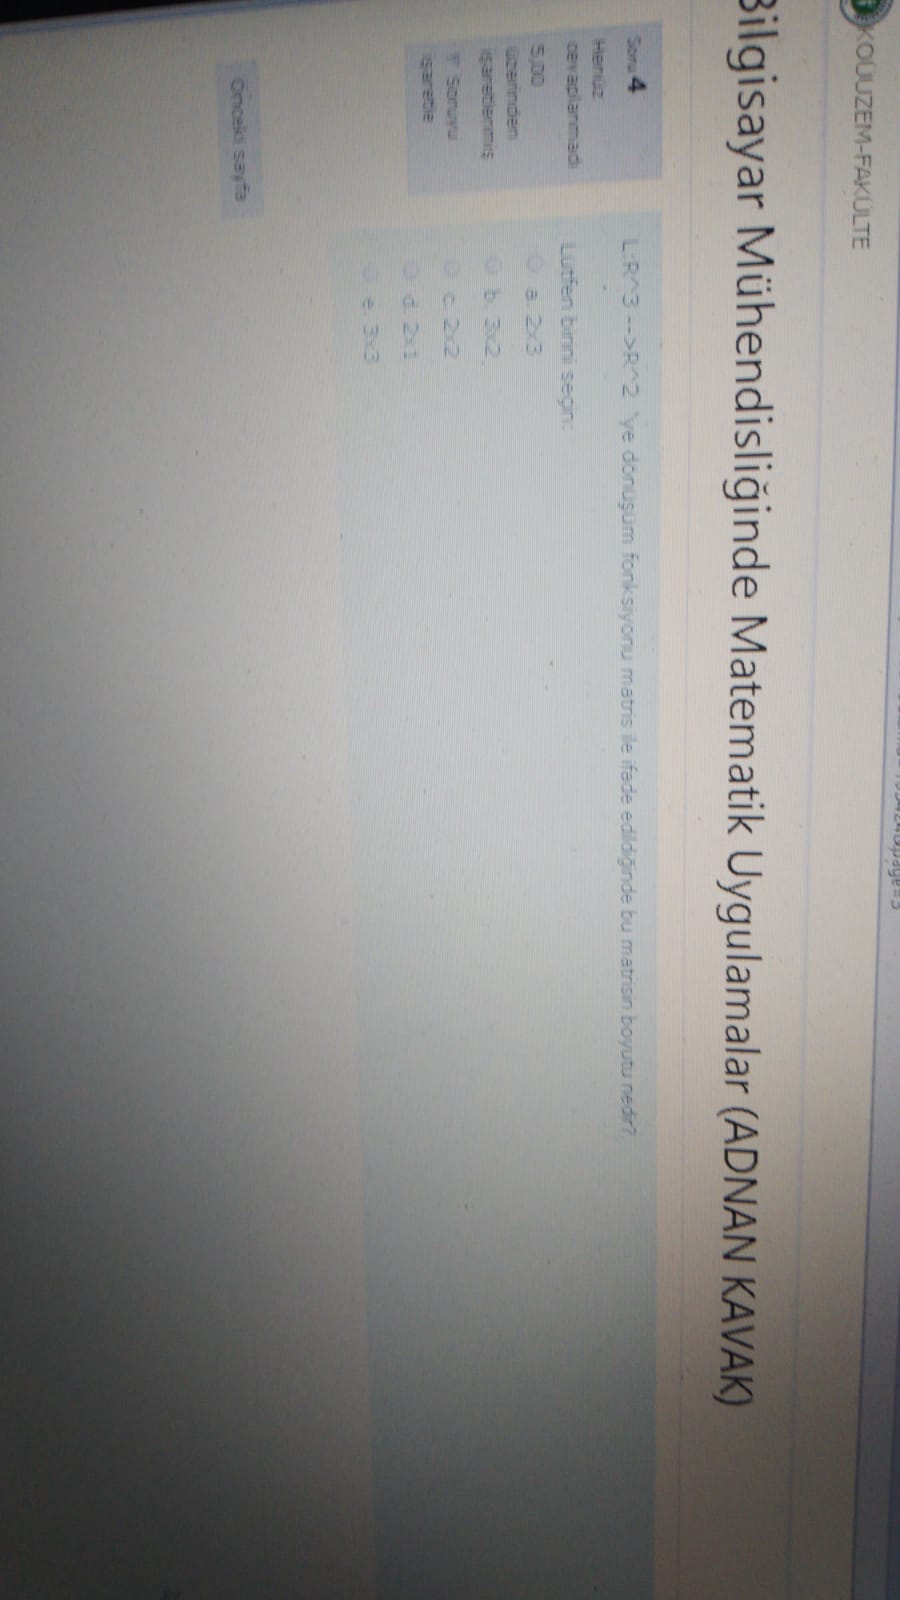 KOÜUZEM-FAKÜLTE
Bilgisayar Mühendisliğinde Matematik Uygulamalar (ADNAN KAVAK)
Soru 4
Henüz
cevaplanmadı
5,00
üzerinden
işaretlenmiş
Soruyu
işaretle
L:R^3 -->R^2 'ye dönüşüm fonksiyonu matris ile ifade edildiğinde bu matrisin boyutu nedir?
Lütfen birini seçin:
a. 2x3
b. 3x2
c. 2x2
d. 2x1
e. 3x3
Önceki sayfa